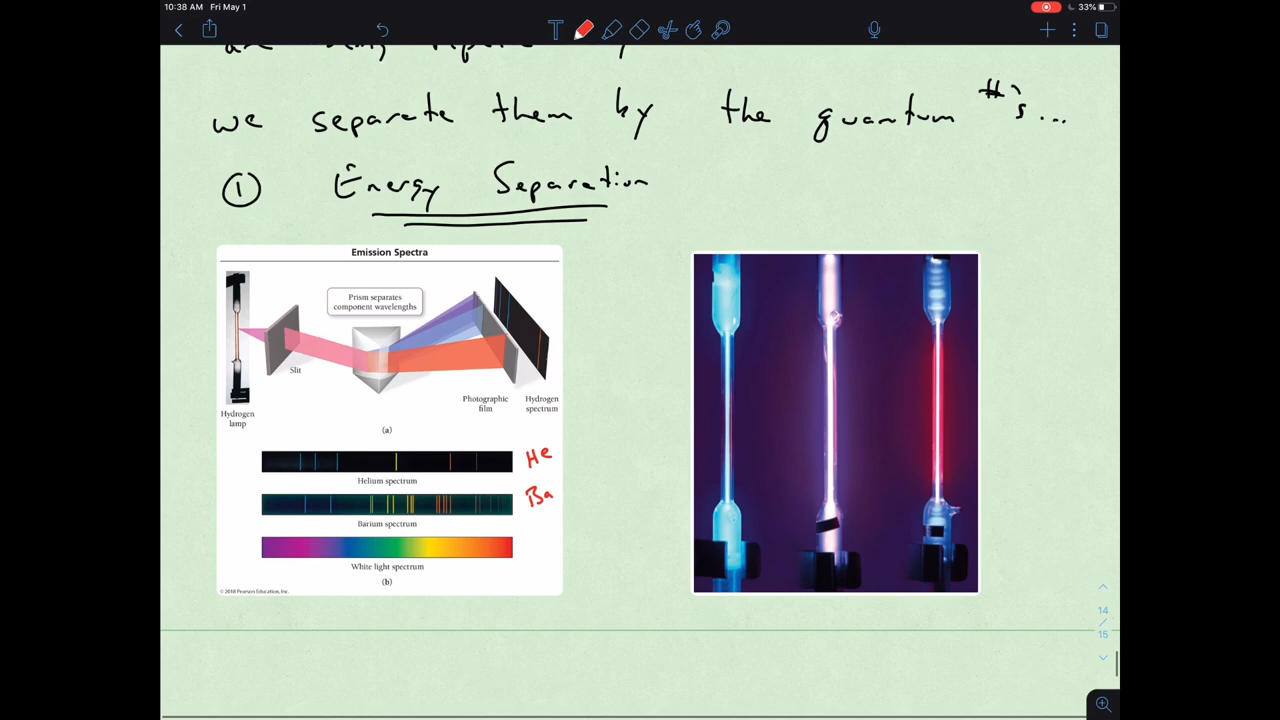 10:38 AM Fri May 1
33%
T
we separate them by the quantum #'s...
① Energy Separation
Emission Spectra
Prism separates
component wavelengths
Slit
Hydrogen
lamp
Photographic
film
Hydrogen
spectrum
(a)
He
Helium spectrum
Ba
Barium spectrum
White light spectrum
(b)
© 2018 Pearson Education, Inc.
14
/
15